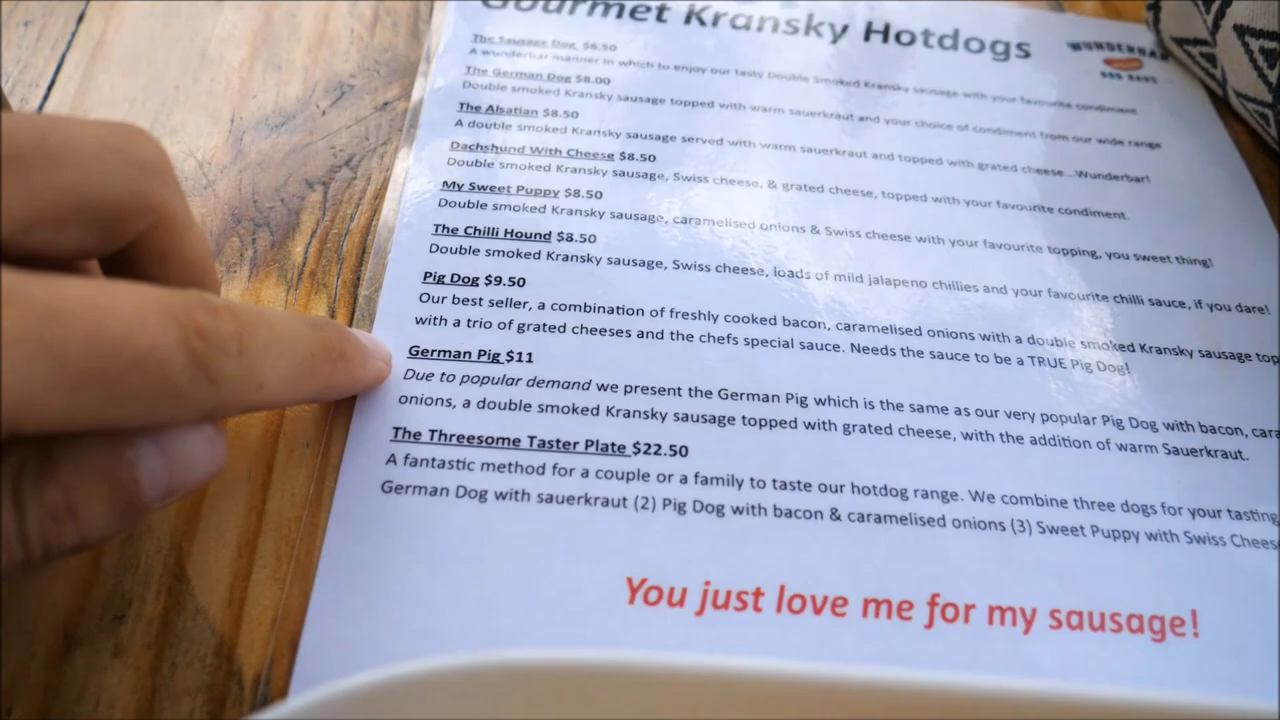 Gourmet Kransky Hotdogs
WUNDERBAR
DOG HAUS
The Sausage Dog $6.50
A wunderbar manner in which to enjoy our tasty Double Smoked Kransky sausage with your favourite condiment
The German Dog $8.00
Double smoked Kransky sausage topped with warm sauerkraut and your choice of condiment from our wide range
The Alsatian $8.50
A double smoked Kransky sausage served with warm sauerkraut and topped with grated cheese...Wunderbar!
Dachshund With Cheese $8.50
Double smoked Kransky sausage, Swiss cheese, & grated cheese, topped with your favourite condiment.
My Sweet Puppy $8.50
Double smoked Kransky sausage, caramelised onions & Swiss cheese with your favourite topping, you sweet thing!
The Chilli Hound $8.50
Double smoked Kransky sausage, Swiss cheese, loads of mild jalapeno chillies and your favourite chilli sauce, if you dare!
Pig Dog $9.50
Our best seller, a combination of freshly cooked bacon, caramelised onions with a double smoked Kransky sausage top
with a trio of grated cheeses and the chefs special sauce. Needs the sauce to be a TRUE Pig Dog!
German Pig $11
Due to popular demand we present the German Pig which is the same as our very popular Pig Dog with bacon, cara
onions, a double smoked Kransky sausage topped with grated cheese, with the addition of warm Sauerkraut.
The Threesome Taster Plate $22.50
A fantastic method for a couple or a family to taste our hotdog range. We combine three dogs for your tasting
German Dog with sauerkraut (2) Pig Dog with bacon & caramelised onions (3) Sweet Puppy with Swiss Chees
You just love me for my sausage!